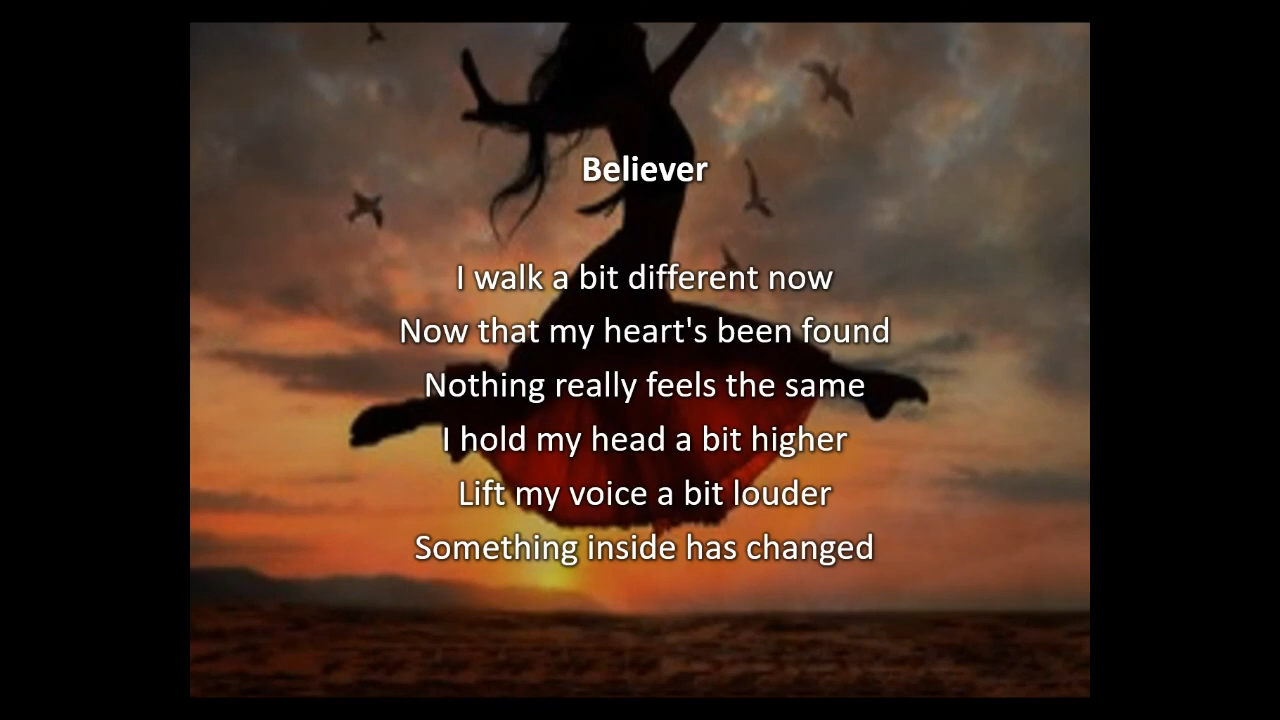 Believer
I walk a bit different now
Now that my heart's been found
Nothing really feels the same
I hold my head a bit higher
Lift my voice a bit louder
Something inside has changed